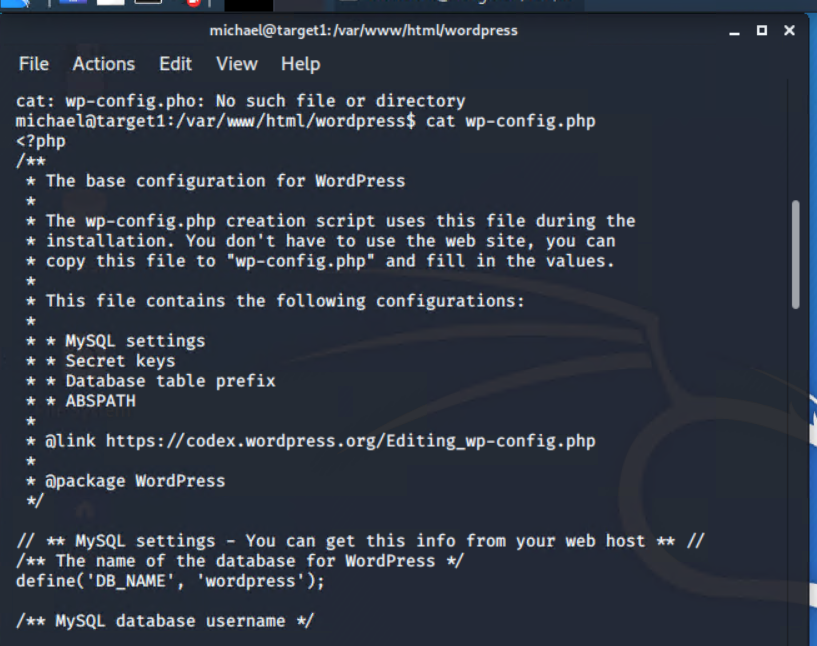 michael@target1:/var/www/html/wordpress
File Actions Edit View Help
cat: wp-config.pho: No such file or directory
michael@target1:/var/www/html/wordpress$ cat wp-config.php
<?php
/**
 * The base configuration for WordPress
 *
 * The wp-config.php creation script uses this file during the
 * installation. You don't have to use the web site, you can
 * copy this file to "wp-config.php" and fill in the values.
 *
 * This file contains the following configurations:
 *
 * * MySQL settings
 * * Secret keys
 * * Database table prefix
 * * ABSPATH
 *
 * @link https://codex.wordpress.org/Editing_wp-config.php
 *
 * @package WordPress
 */
// ** MySQL settings - You can get this info from your web host ** //
/** The name of the database for WordPress */
define('DB_NAME', 'wordpress');
/** MySQL database username */